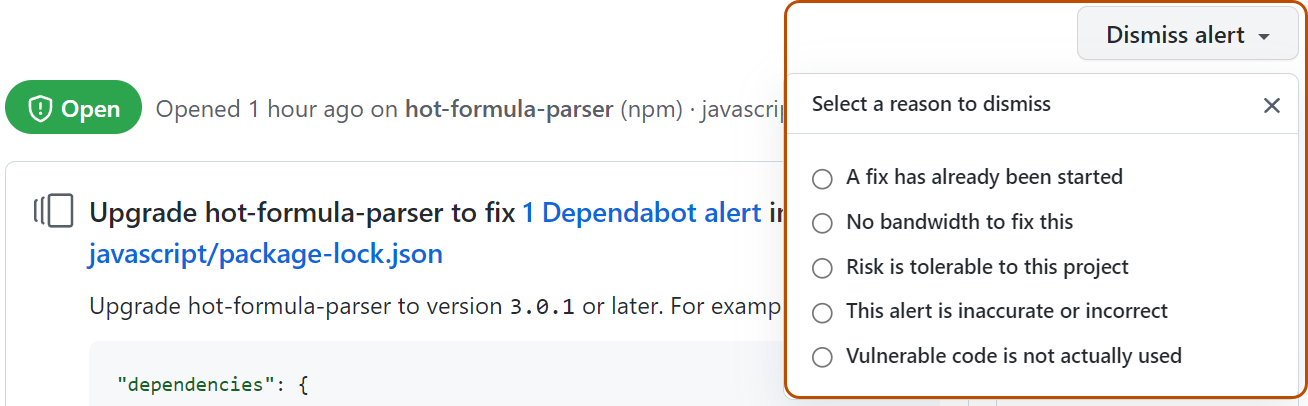 Dismiss alert
Open
Opened 1 hour ago on hot-formula-parser (npm) · javascri
Select a reason to dismiss
A fix has already been started
No bandwidth to fix this
Risk is tolerable to this project
This alert is inaccurate or incorrect
Vulnerable code is not actually used
Upgrade hot-formula-parser to fix 1 Dependabot alert in
javascript/package-lock.json
Upgrade hot-formula-parser to version 3.0.1 or later. For examp
"dependencies": {